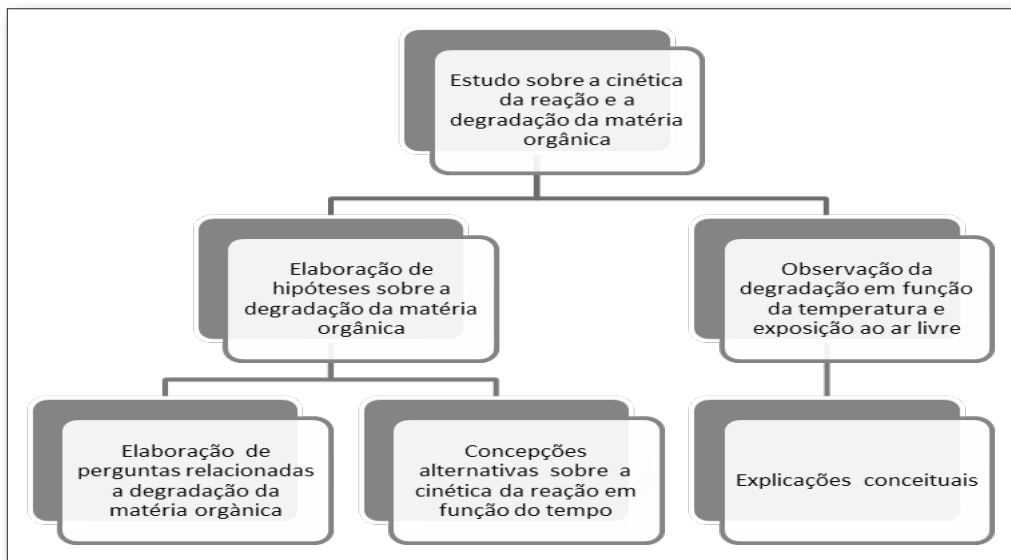 Estudo sobre a cinética
da reação e a
degradação da matéria
orgânica
Elaboração de
hipóteses sobre a
degradação da matéria
orgânica
Observação da
degradação em função
da temperatura e
exposição ao ar livre
Elaboração de
perguntas relacionadas
a degradação da
matéria orgànica
Concepções
alternativas sobre a
cinética da reação em
função do tempo
Explicações conceituais